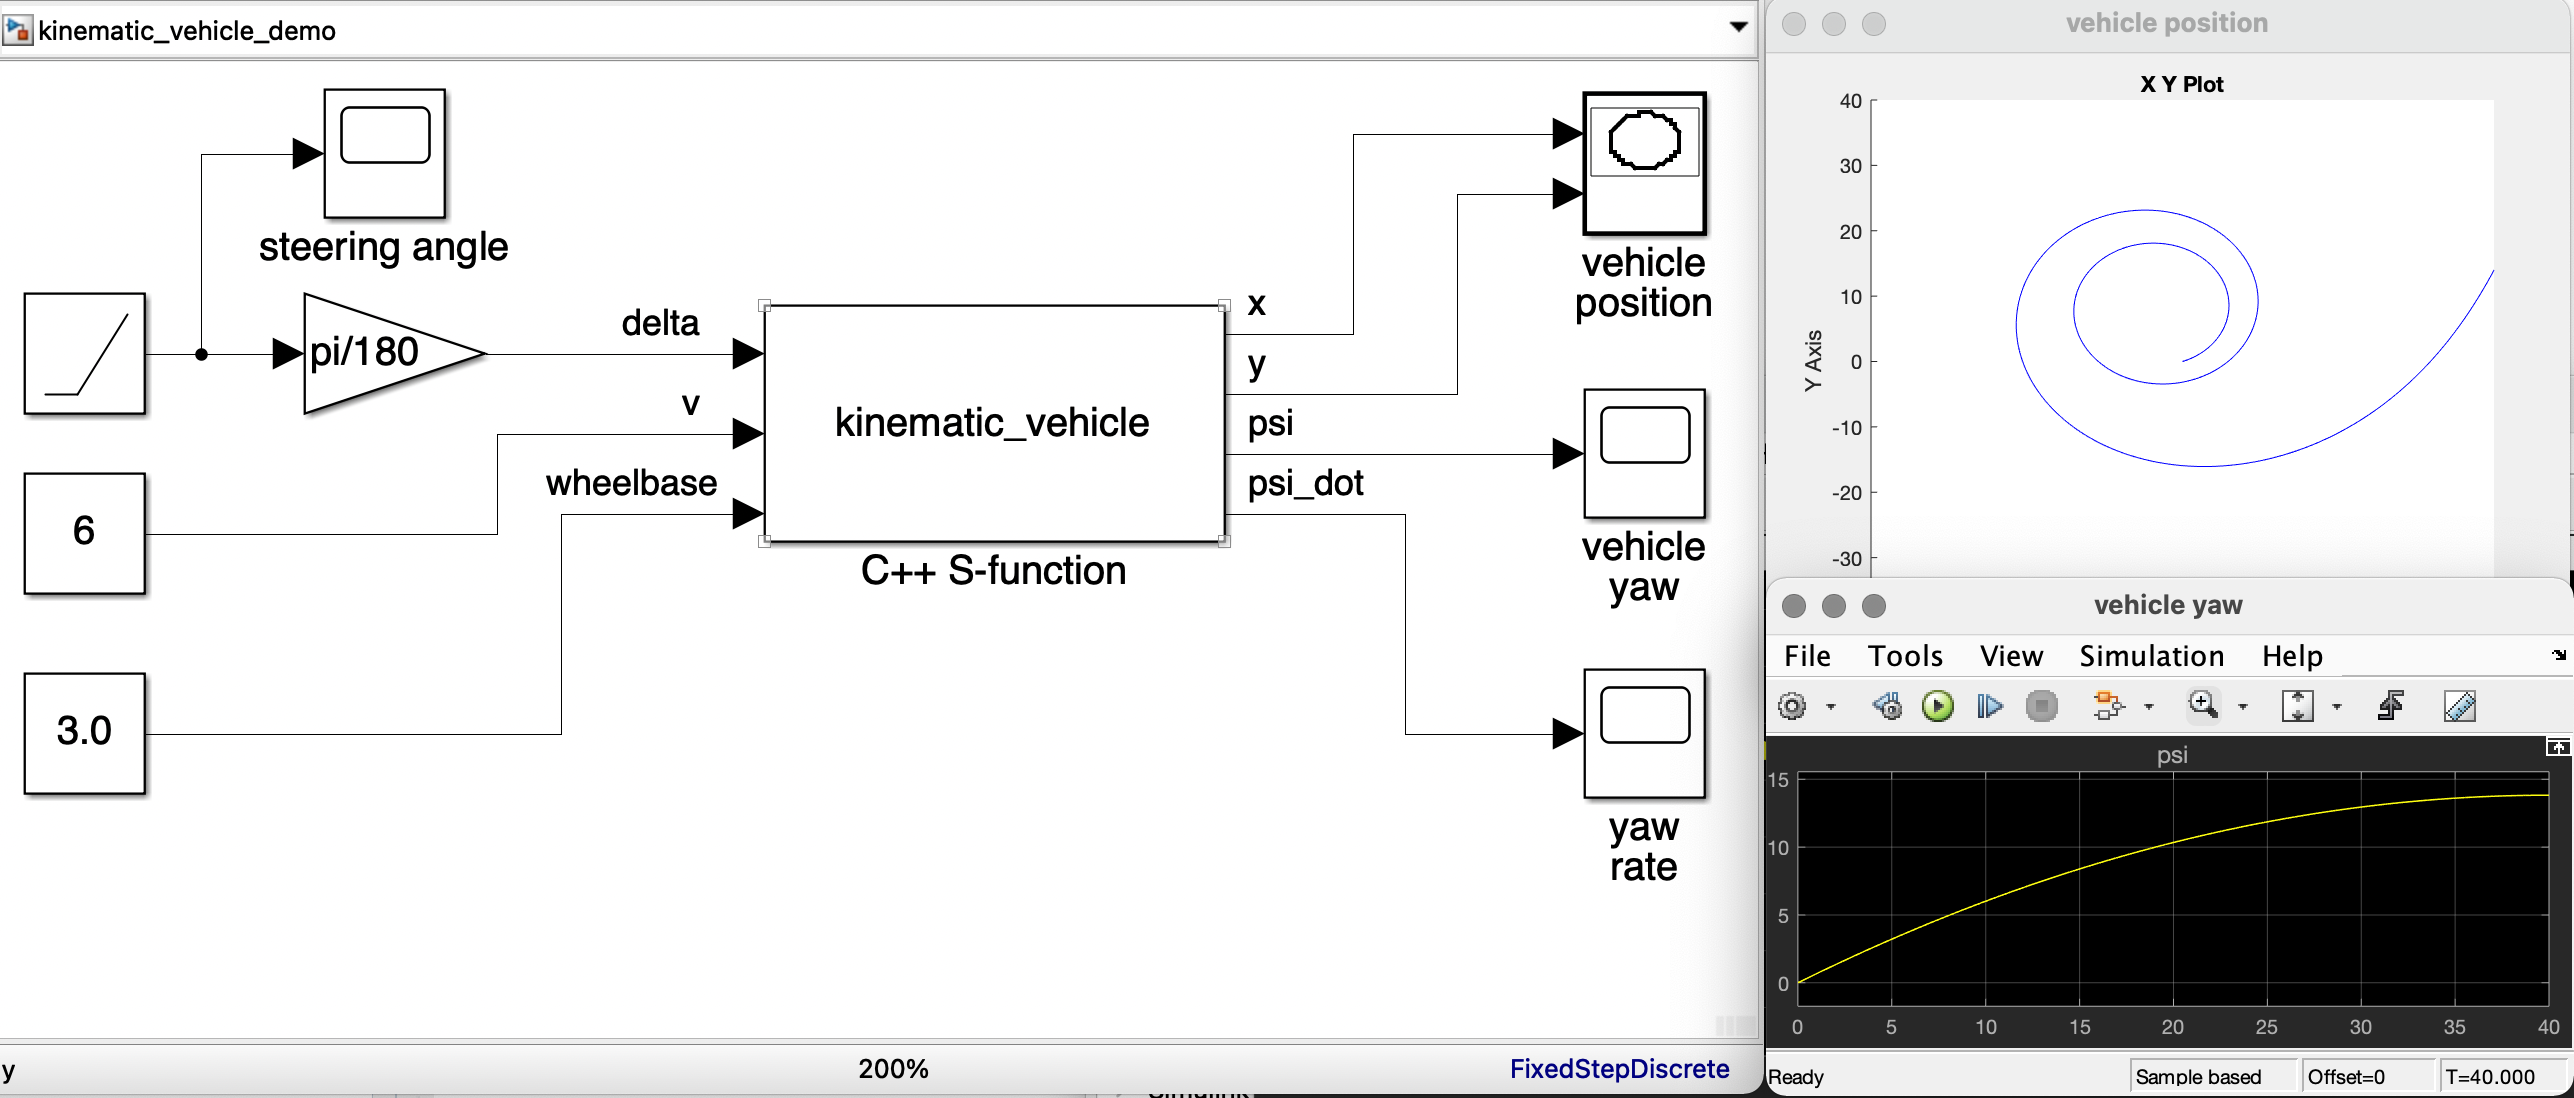 kinematic_vehicle_demo
steering angle
pi/180
delta
v
6
wheelbase
3.0
kinematic_vehicle
C++ S-function
x
y
psi
psi_dot
vehicle
position
vehicle
yaw
yaw
rate
y
200%
FixedStepDiscrete
vehicle position
X Y Plot
Y Axis
40
30
20
10
0
-10
-20
-30
vehicle yaw
File Tools View Simulation Help
psi
15
10
5
0
0 5 10 15 20 25 30 35 40
Ready Sample based Offset=0 T=40.000